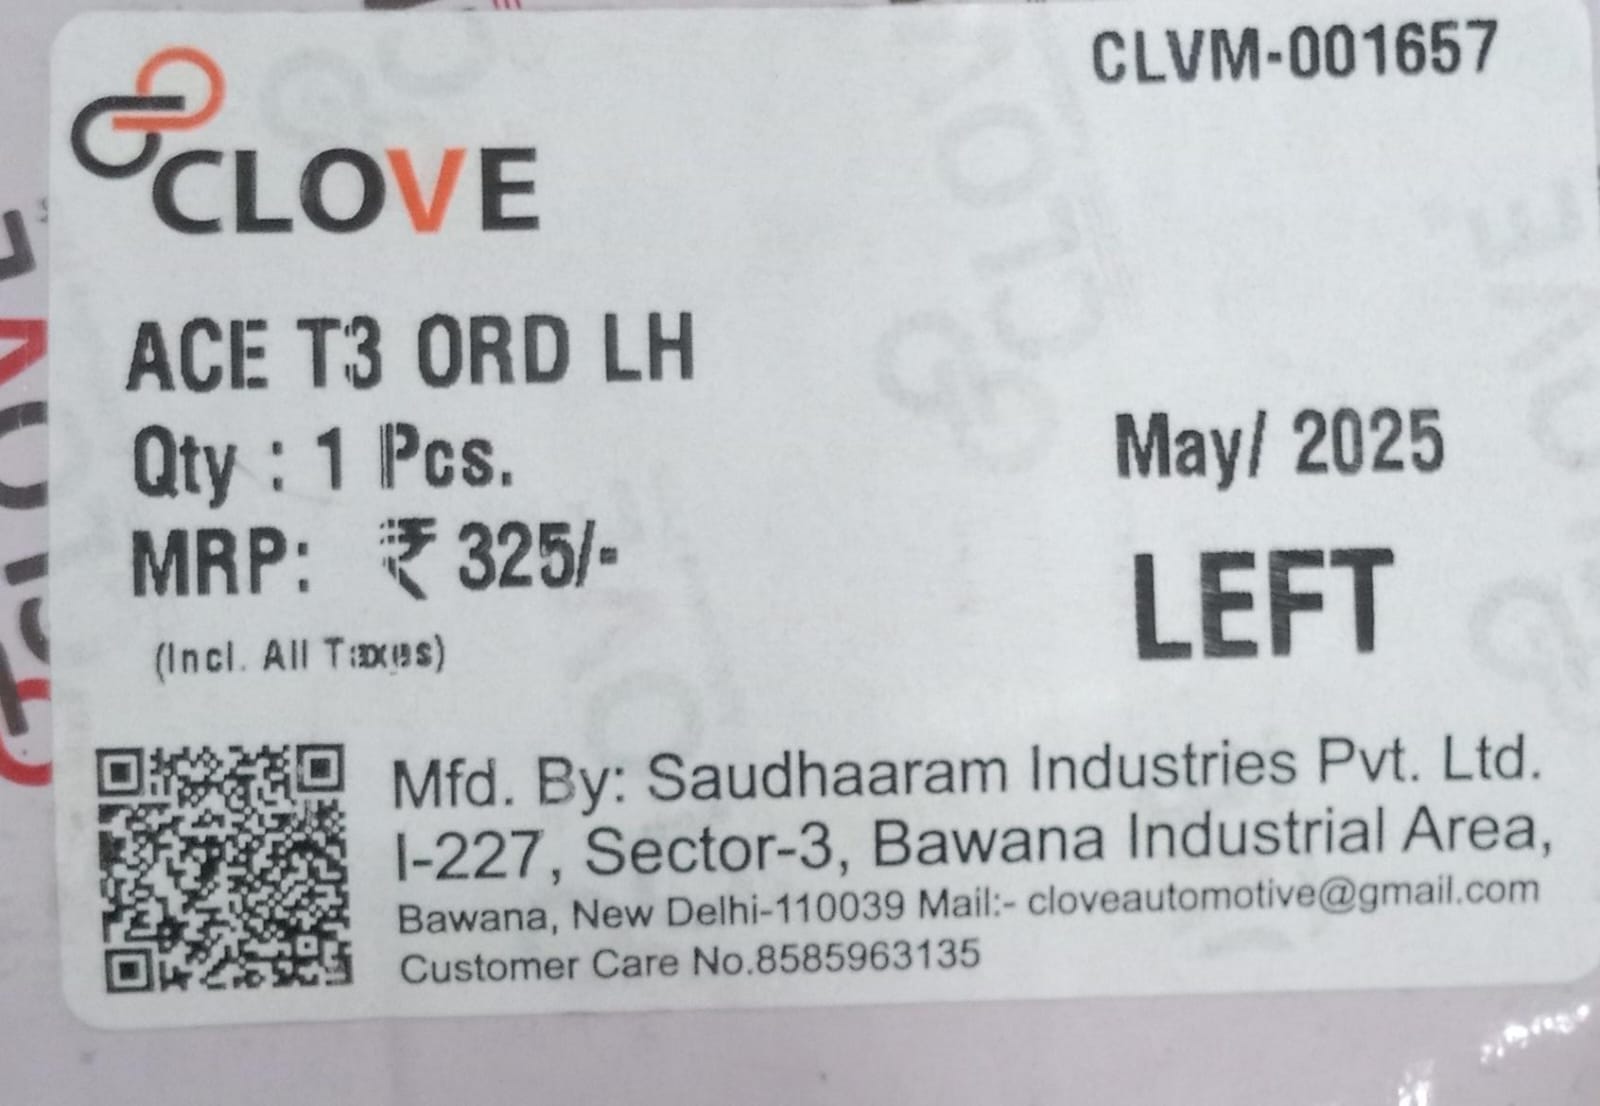 CLVM-001657
CLOVE
ACE T3 ORD LH
Qty : 1 Pcs.
May/ 2025
MRP: ₹ 325/-
LEFT
(Incl. All Taxes)
Mfd. By: Saudhaaram Industries Pvt. Ltd.
I-227, Sector-3, Bawana Industrial Area,
Bawana, New Delhi-110039 Mail:- cloveautomotive@gmail.com
Customer Care No.8585963135